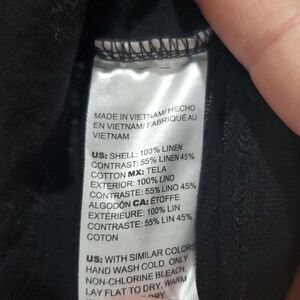 MADE IN VIETNAM/ HECHO
EN VIETNAM/ FABRIQUÉ AU
VIETNAM
US: SHELL: 100% LINEN
CONTRAST: 55% LINEN 45%
COTTON MX: TELA
EXTERIOR: 100% LINO
CONTRASTE: 55% LINO 45%
ALGODÓN CA: ÉTOFFE
EXTÉRIEURE: 100% LIN
CONTRASTE: 55% LIN 45%
COTON
US: WITH SIMILAR COLORS
HAND WASH COLD. ONLY
NON-CHLORINE BLEACH.
LAY FLAT TO DRY. WARM